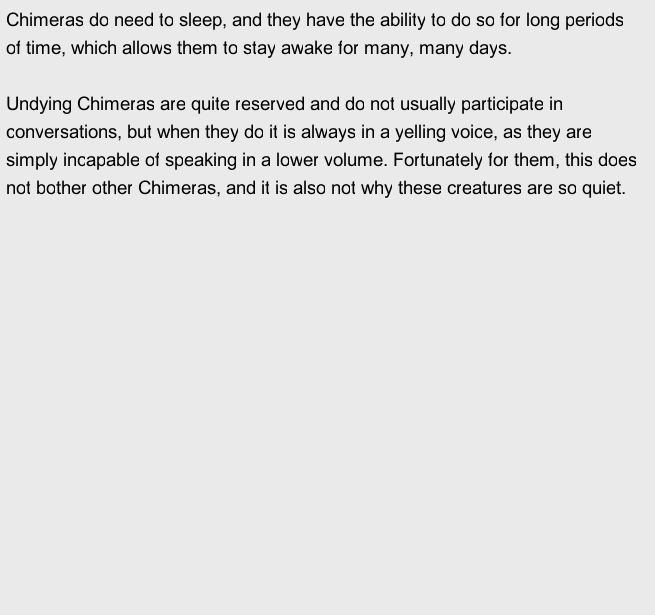 Chimeras do need to sleep, and they have the ability to do so for long periods
of time, which allows them to stay awake for many, many days.

Undying Chimeras are quite reserved and do not usually participate in
conversations, but when they do it is always in a yelling voice, as they are
simply incapable of speaking in a lower volume. Fortunately for them, this does
not bother other Chimeras, and it is also not why these creatures are so quiet.